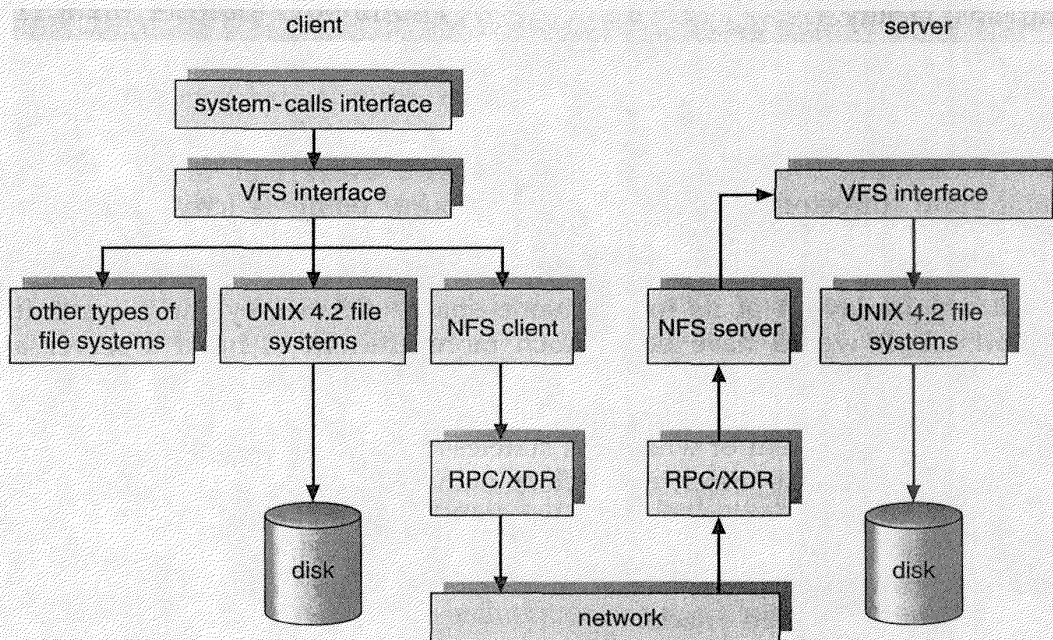 client
server
system-calls interface
VFS interface
VFS interface
other types of
file systems
UNIX 4.2 file
systems
NFS client
NFS server
UNIX 4.2 file
systems
RPC/XDR
RPC/XDR
disk
disk
network